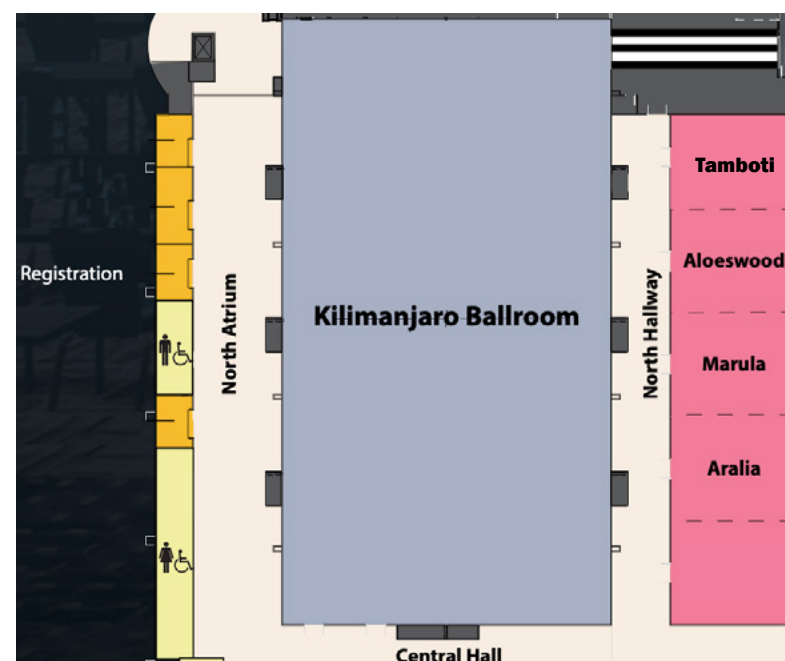 Tamboti
Aloeswood
Registration
North Atrium
Kilimanjaro Ballroom
North Hallway
Marula
Aralia
Central Hall